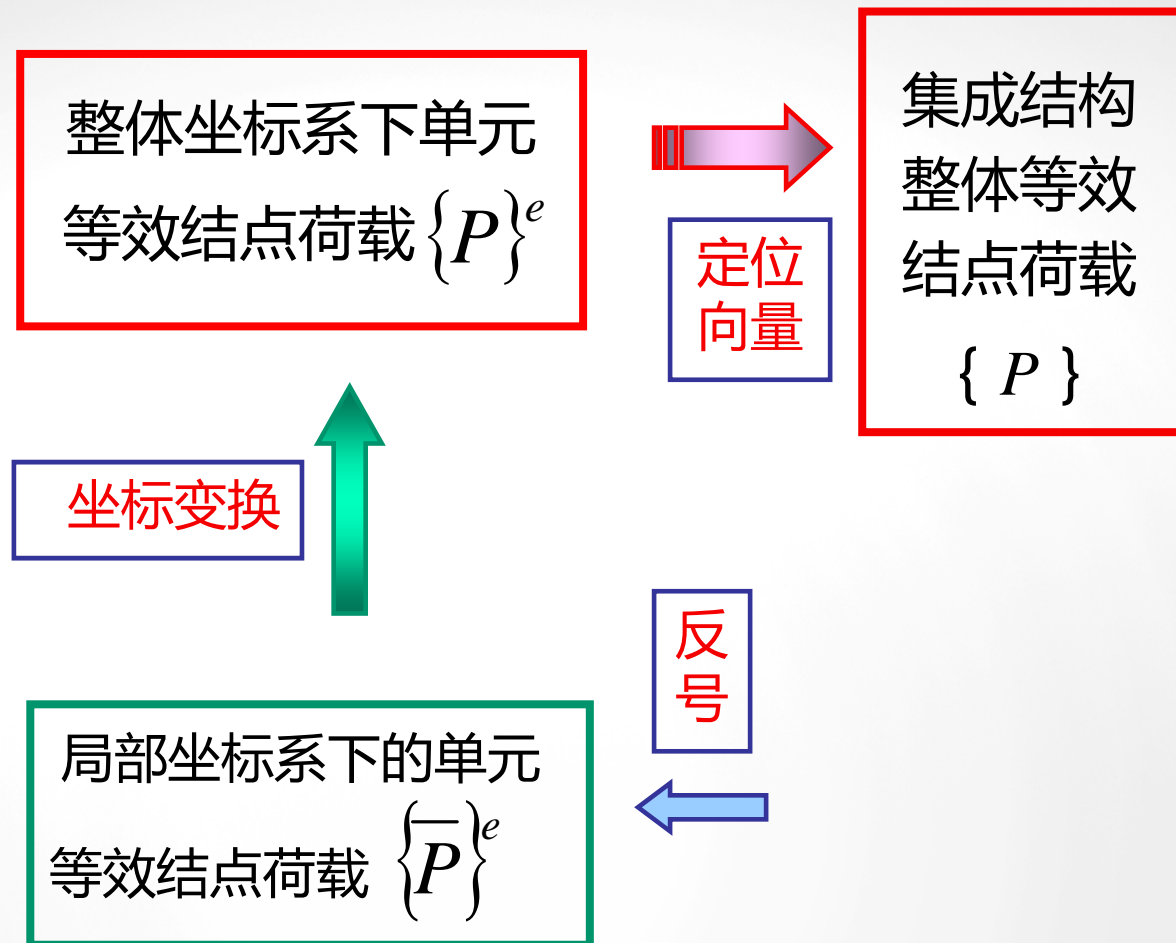 整体坐标系下单元
等效结点荷载 {P}^e
定位
向量
集成结构
整体等效
结点荷载
{ P }
坐标变换
反
号
局部坐标系下的单元
等效结点荷载 {P̅}^e